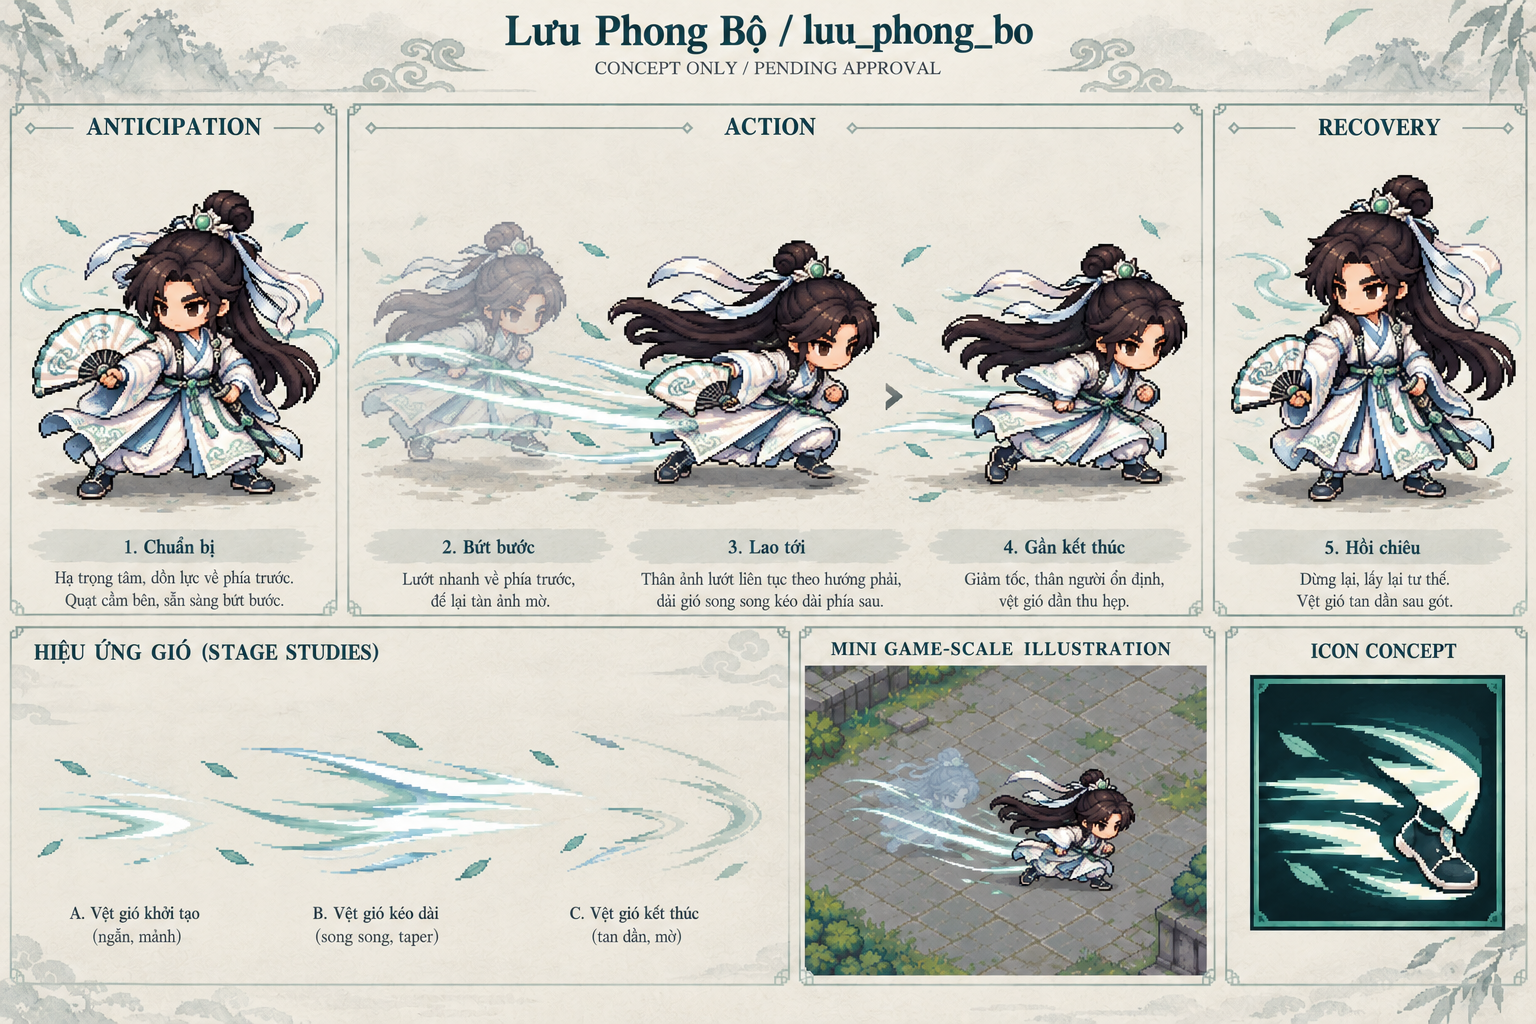 Lưu Phong Bộ / luu_phong_bo
CONCEPT ONLY / PENDING APPROVAL
ANTICIPATION
ACTION
RECOVERY
1. Chuẩn bị
Hạ trọng tâm, dồn lực về phía trước.
Quạt cầm bên, sẵn sàng bứt bước.
2. Bứt bước
Lướt nhanh về phía trước,
để lại tàn ảnh mờ.
3. Lao tới
Thân ảnh lướt liên tục theo hướng phải,
dải gió song song kéo dài phía sau.
>
4. Gần kết thúc
Giảm tốc, thân người ổn định,
vệt gió dần thu hẹp.
5. Hồi chiêu
Dừng lại, lấy lại tư thế.
Vệt gió tan dần sau gót.
HIỆU ỨNG GIÓ (STAGE STUDIES)
A. Vệt gió khởi tạo
(ngắn, mảnh)
B. Vệt gió kéo dài
(song song, taper)
C. Vệt gió kết thúc
(tan dần, mờ)
MINI GAME-SCALE ILLUSTRATION
ICON CONCEPT